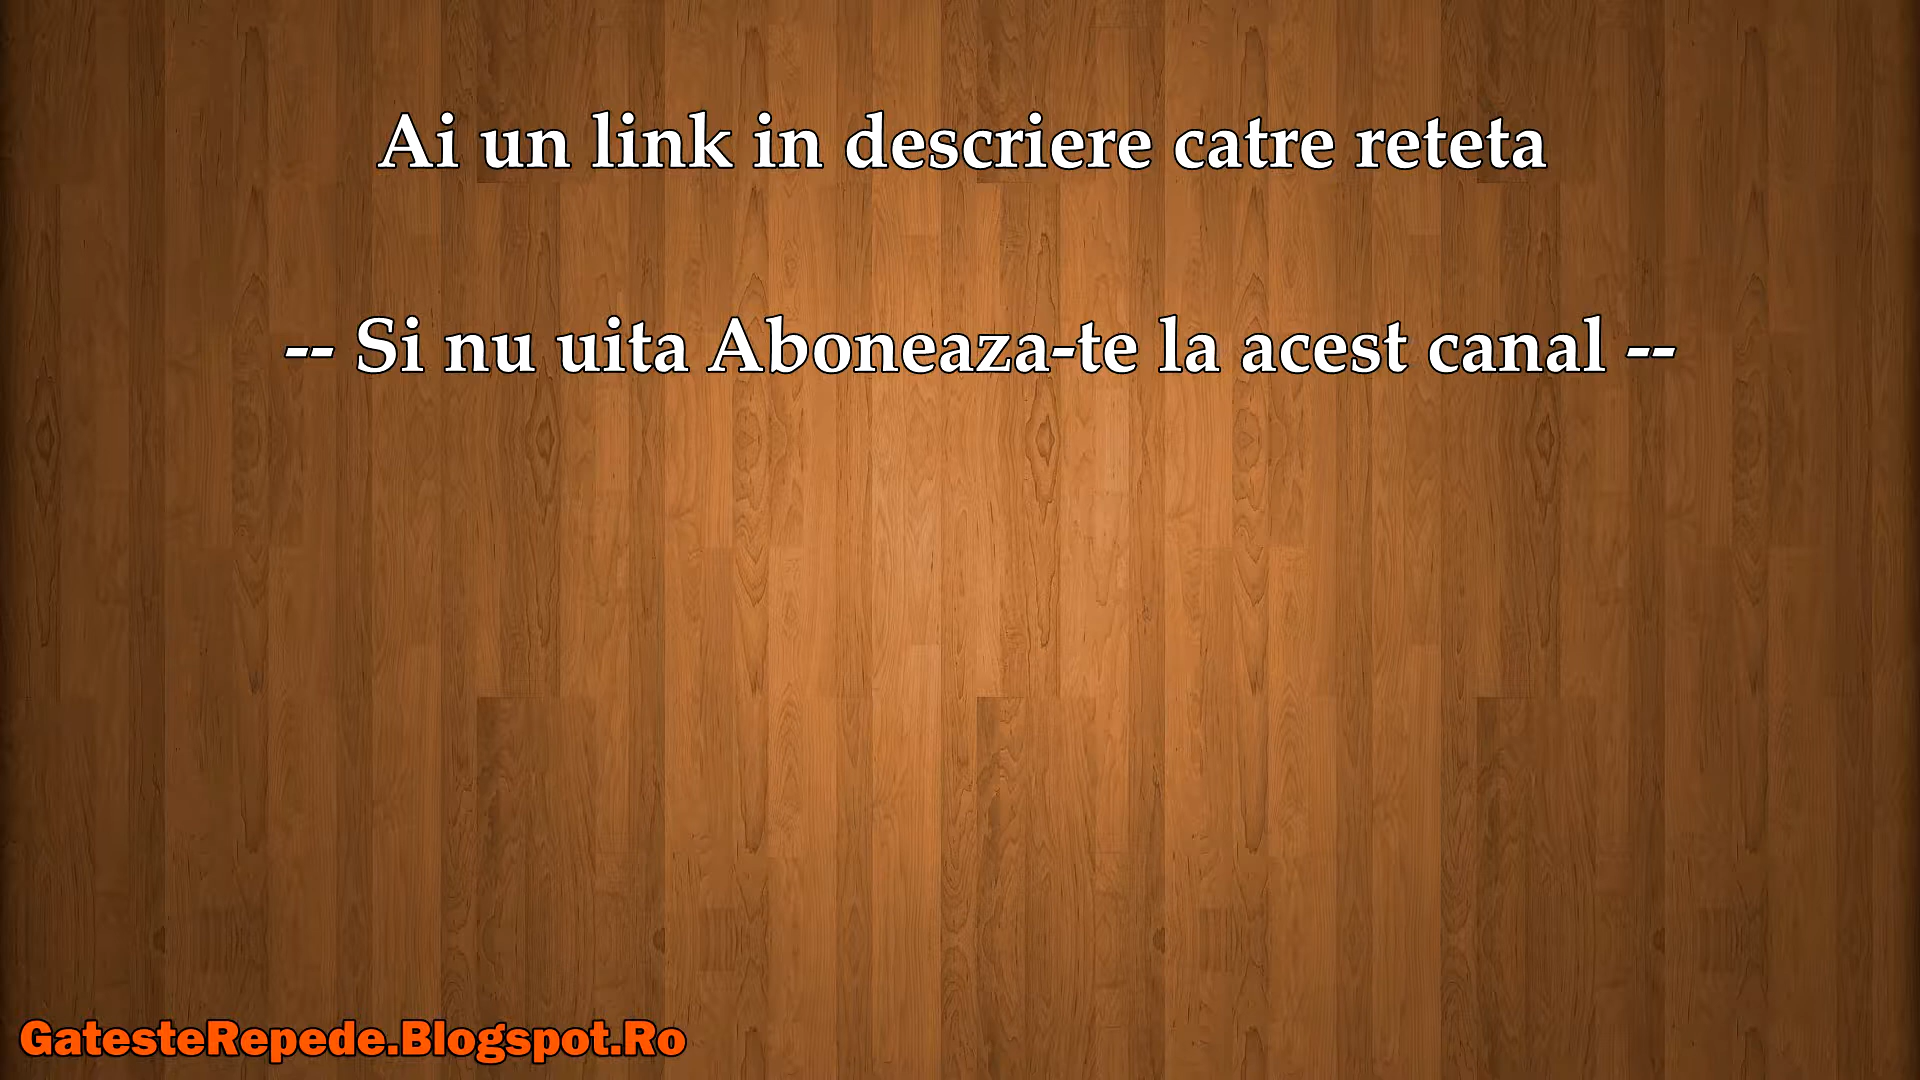 Ai un link in descriere catre reteta
-- Si nu uita Aboneaza-te la acest canal --
GatesteRepede.Blogspot.Ro